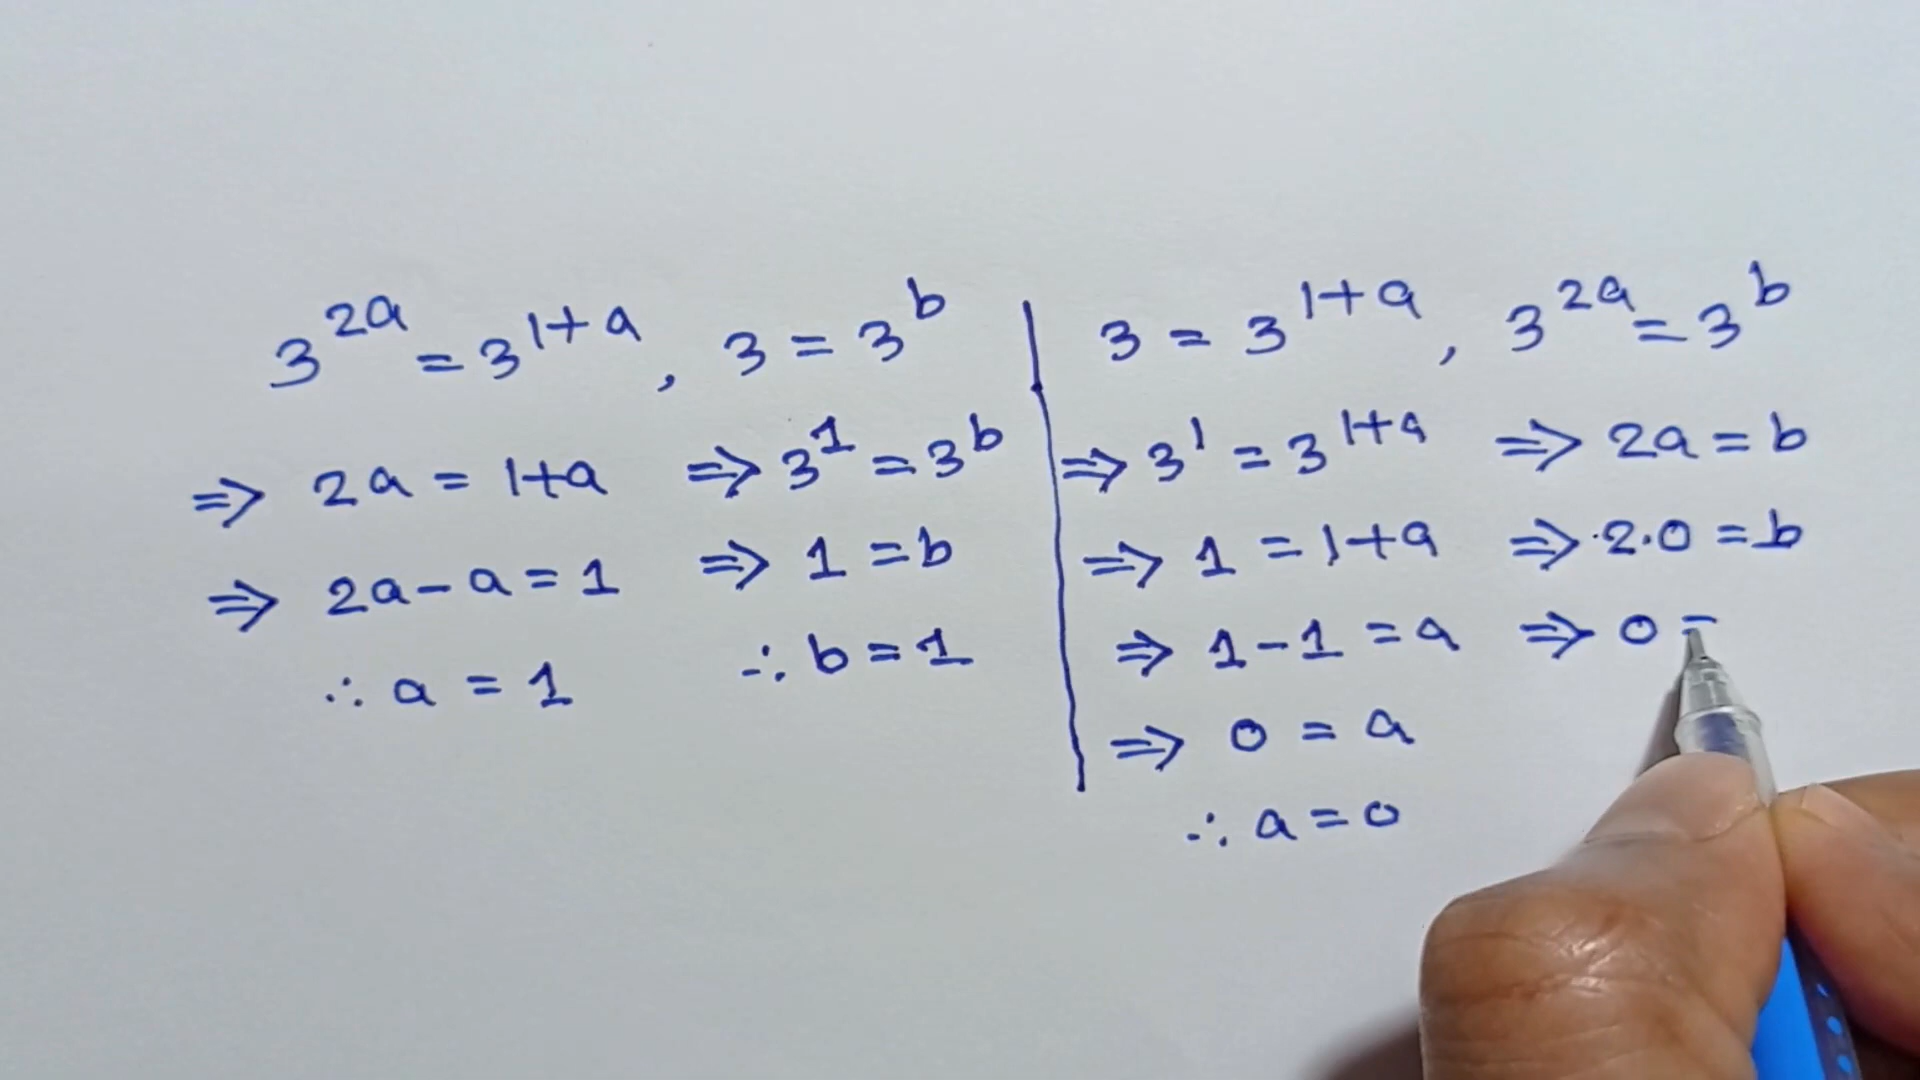 3^{2a} = 3^{1+a}, 3 = 3^b
⇒ 2a = 1+a ⇒ 3^1 = 3^b
⇒ 2a - a = 1 ⇒ 1 = b
∴ a = 1 ∴ b = 1
3 = 3^{1+a}, 3^{2a} = 3^b
⇒ 3^1 = 3^{1+a} ⇒ 2a = b
⇒ 1 = 1+a ⇒ 2.0 = b
⇒ 1-1 = a ⇒ 0 =
⇒ 0 = a
∴ a = 0